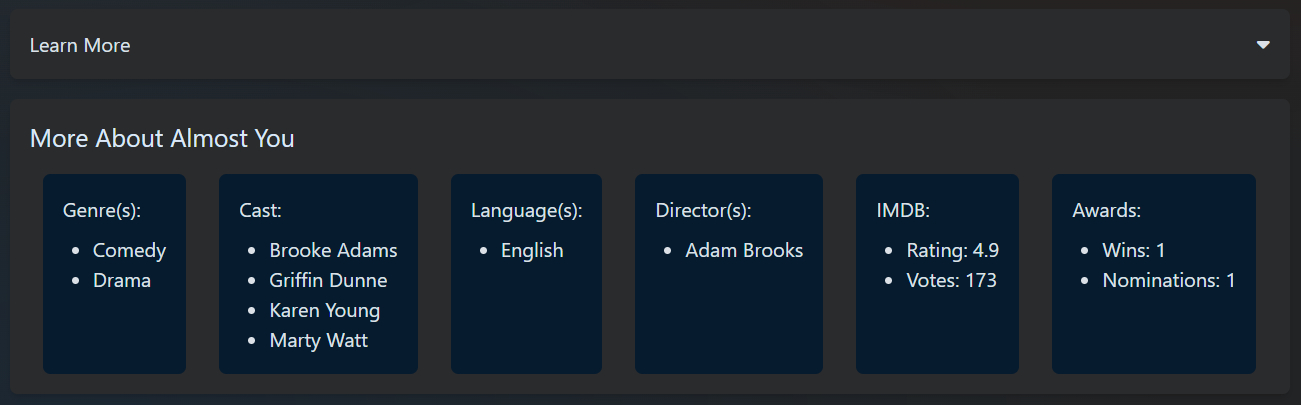 Learn More
More About Almost You
Genre(s):
Comedy
Drama
Cast:
Brooke Adams
Griffin Dunne
Karen Young
Marty Watt
Language(s):
English
Director(s):
Adam Brooks
IMDB:
Rating: 4.9
Votes: 173
Awards:
Wins: 1
Nominations: 1